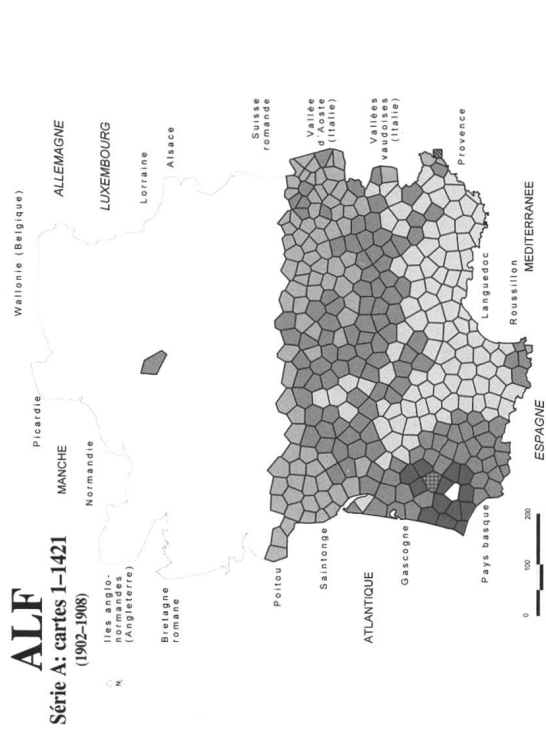 ALF
Série A: cartes 1–1421
(1902–1908)
Wallonie (Belgique)
ALLEMAGNE
LUXEMBOURG
Lorraine
Alsace
Picardie
MANCHE
Normandie
Iles anglo-
normandes
(Angleterre)
N
Bretagne
romane
Suisse
romande
Poitou
Vallée
d'Aoste
(Italie)
Saintonge
Vallées
vaudoises
(Italie)
ATLANTIQUE
Gascogne
Provence
Languedoc
Pays basque
Roussillon
MEDITERRANEE
ESPAGNE
0 100 200